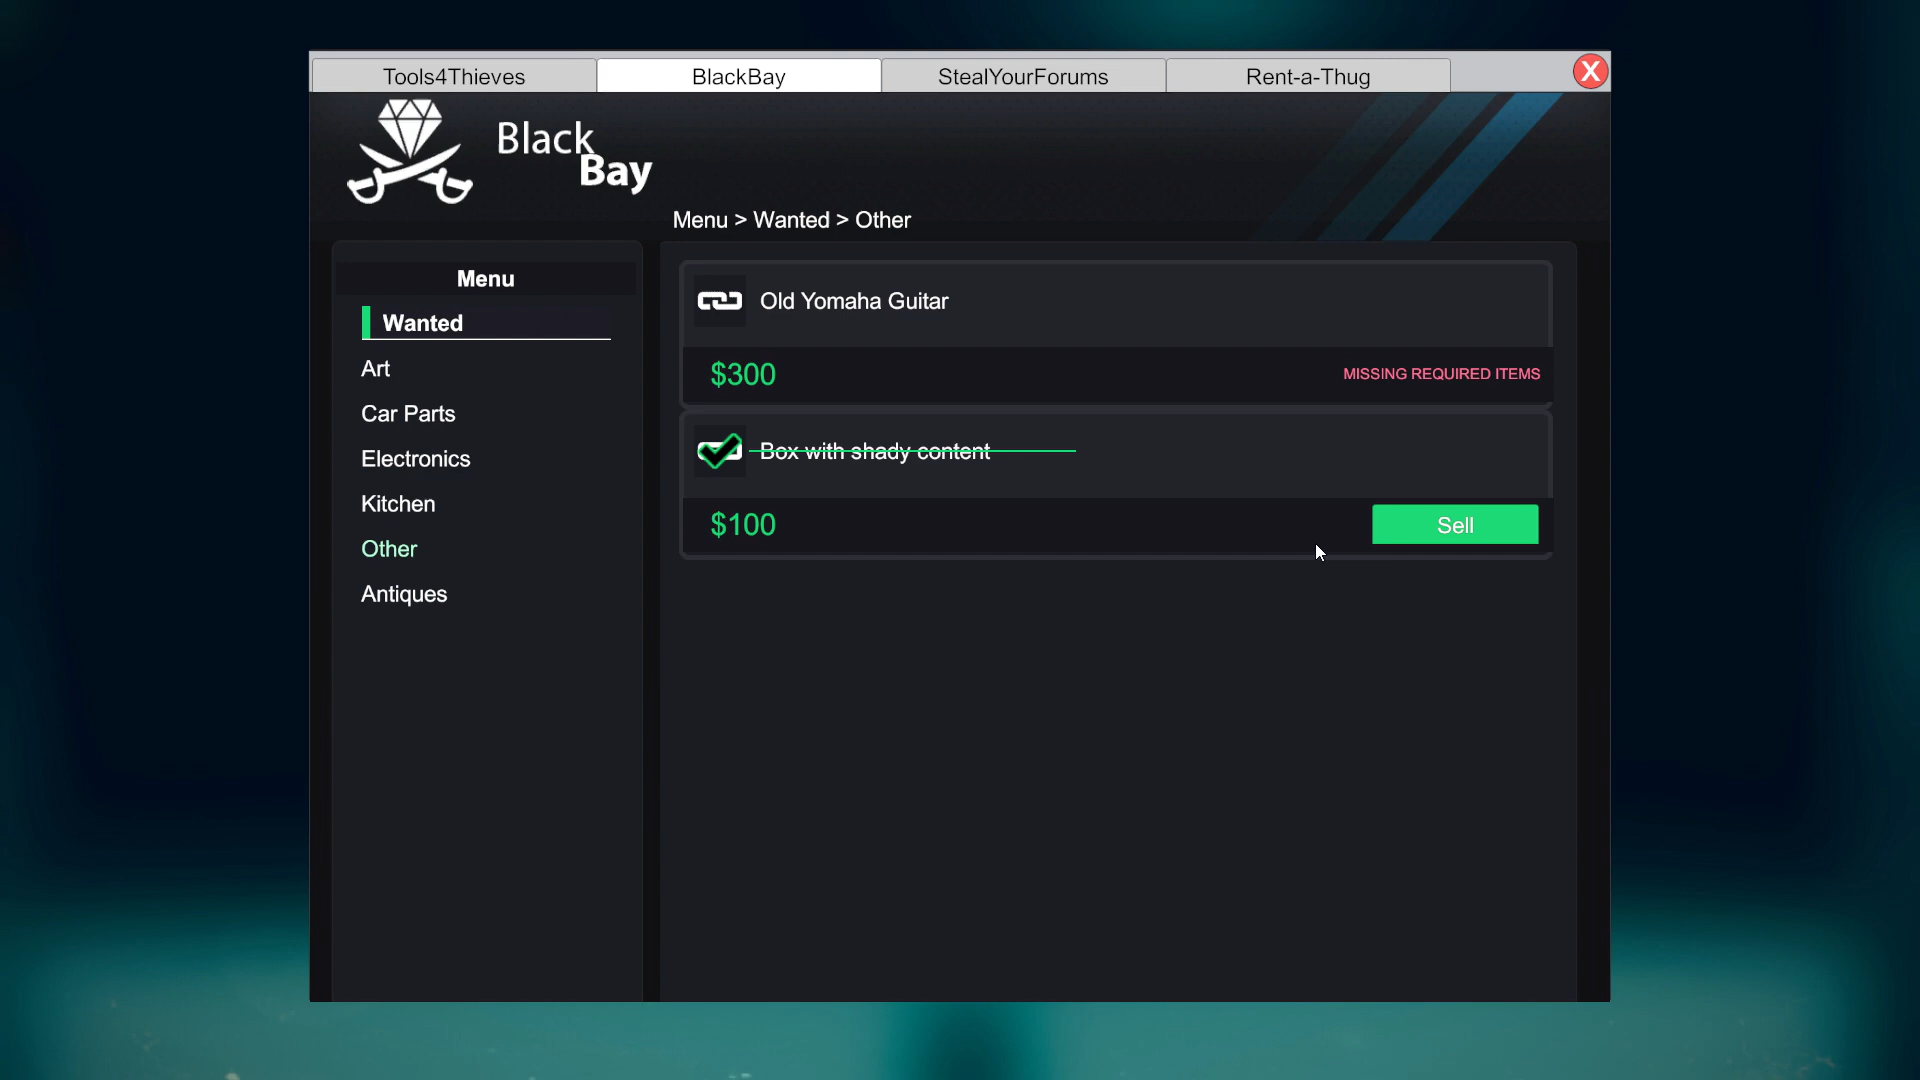 Tools4Thieves
BlackBay
StealYourForums
Rent-a-Thug
X
Black
Bay
Menu > Wanted > Other
Menu
Wanted
Art
Car Parts
Electronics
Kitchen
Other
Antiques
Old Yomaha Guitar
$300
MISSING REQUIRED ITEMS
Box with shady content
$100
Sell